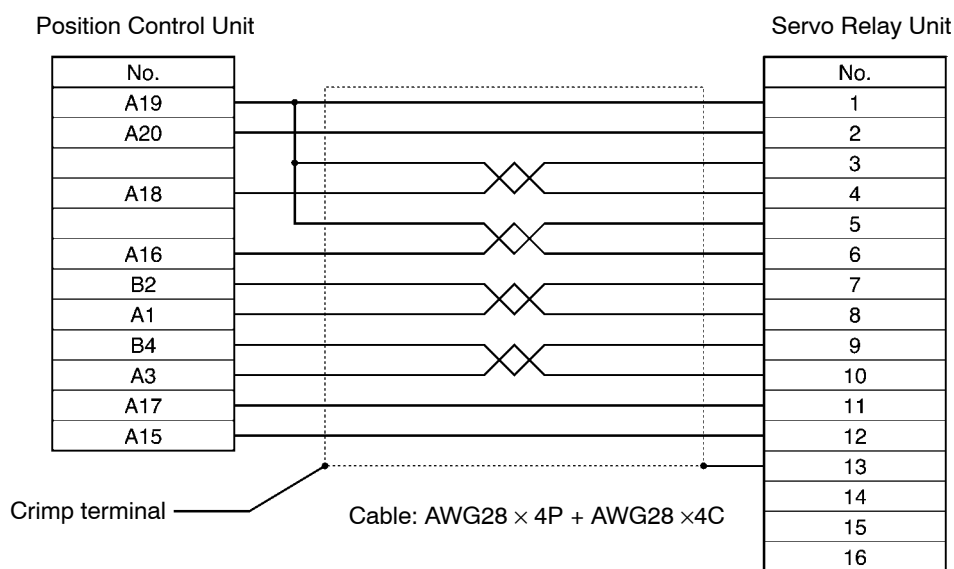 Position Control Unit
Servo Relay Unit
No.
A19
A20
A18
A16
B2
A1
B4
A3
A17
A15
No.
1
2
3
4
5
6
7
8
9
10
11
12
13
14
15
16
Crimp terminal
Cable: AWG28 × 4P + AWG28 ×4C